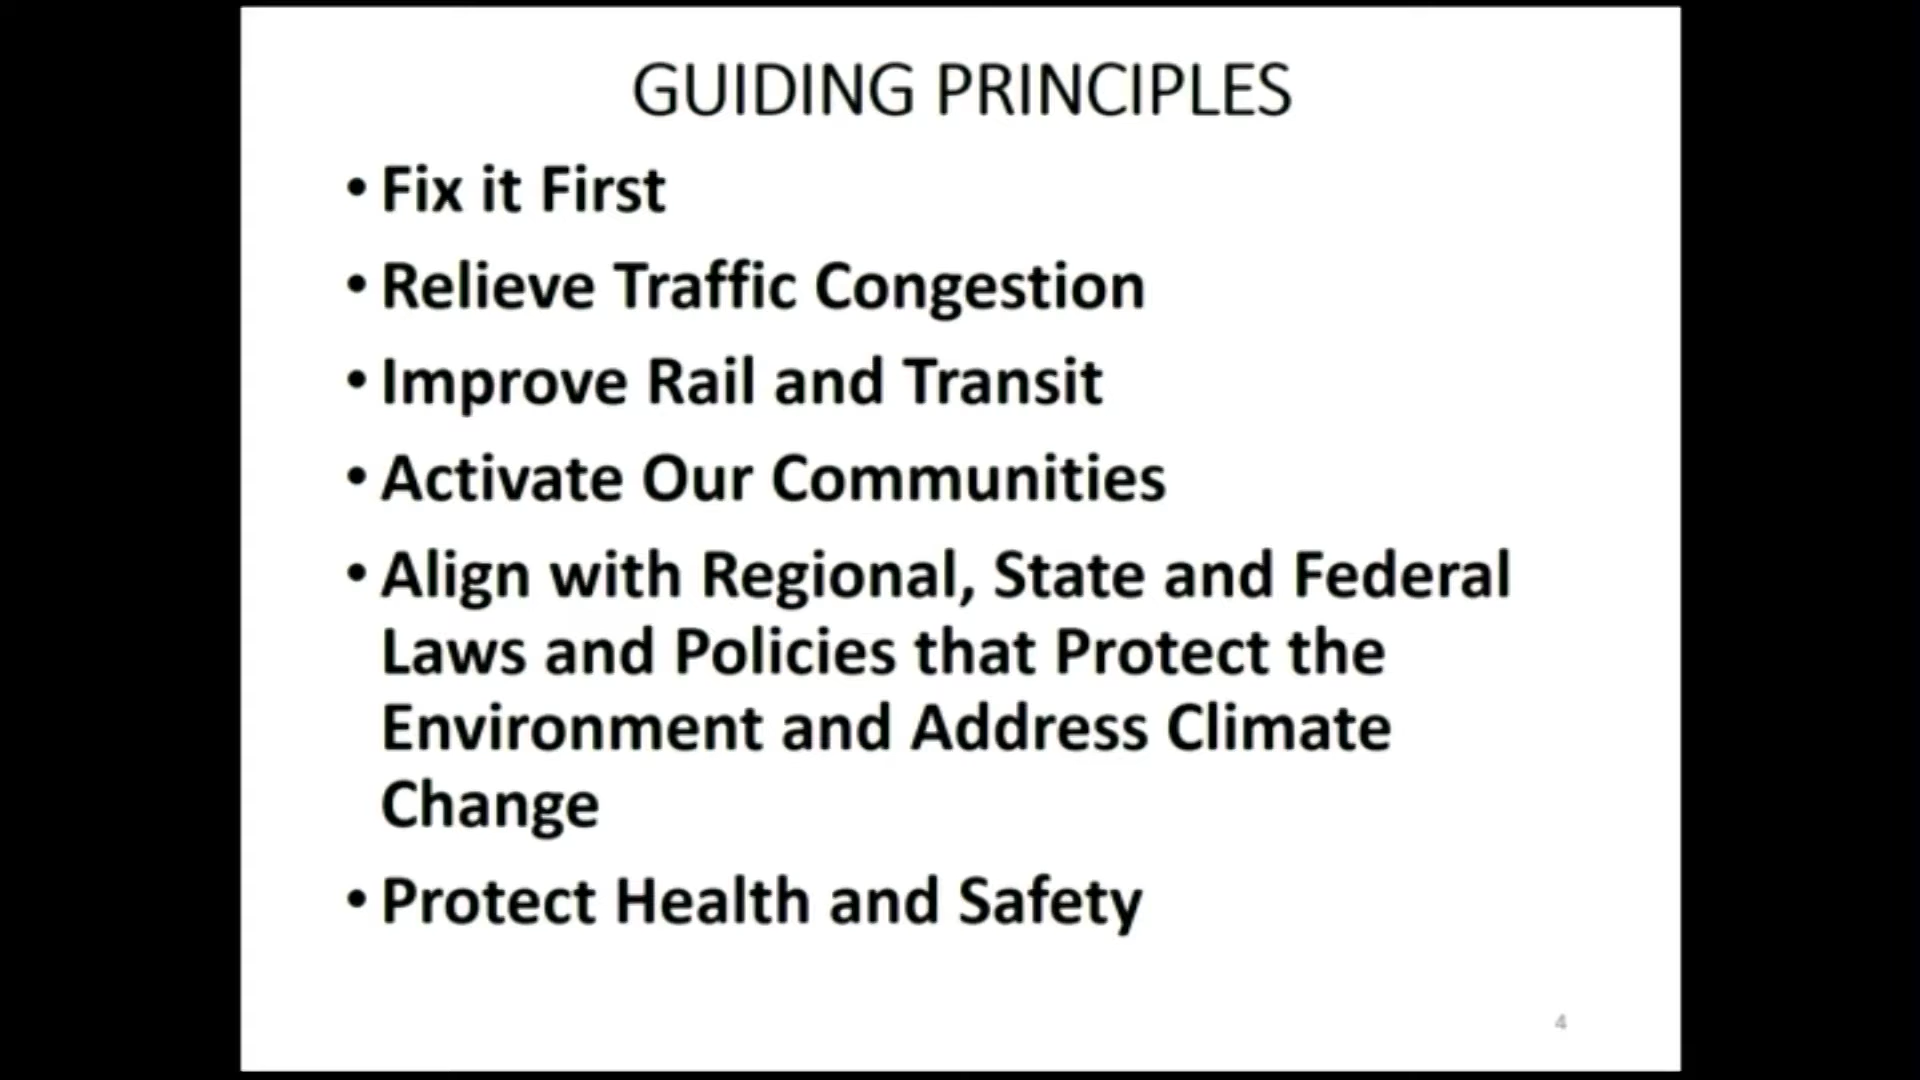 GUIDING PRINCIPLES
• Fix it First
• Relieve Traffic Congestion
• Improve Rail and Transit
• Activate Our Communities
• Align with Regional, State and Federal
Laws and Policies that Protect the
Environment and Address Climate
Change
• Protect Health and Safety
4